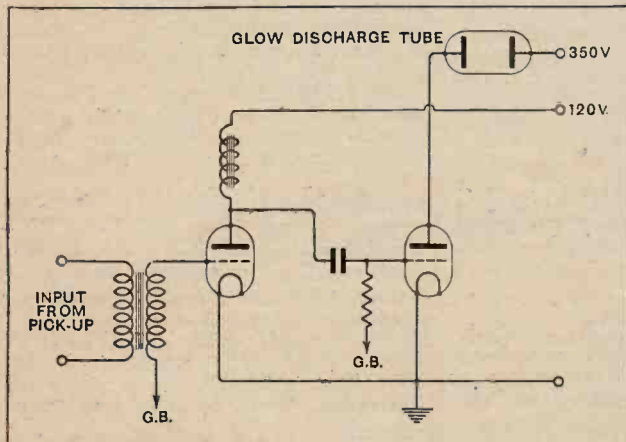 GLOW DISCHARGE TUBE
350V
120V.
INPUT
FROM
PICK-UP
G.B.
G.B.